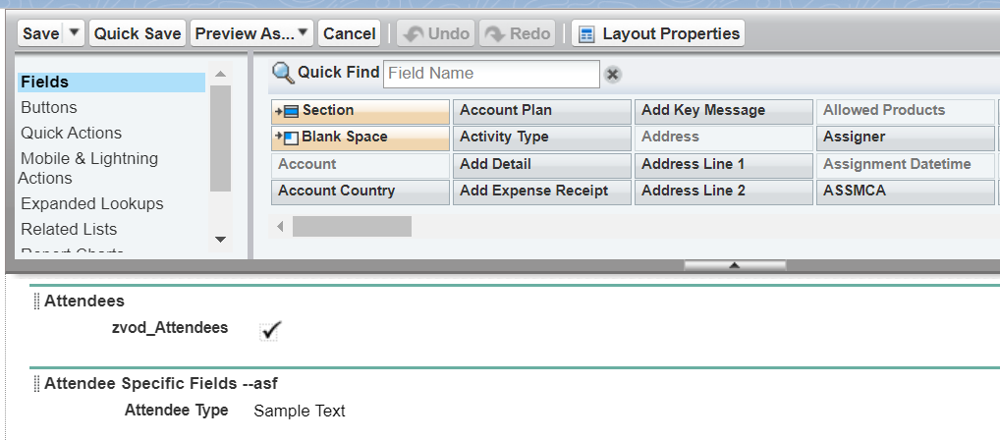 Save Quick Save Preview As... Cancel Undo Redo Layout Properties
Fields
Buttons
Quick Actions
Mobile & Lightning
Actions
Expanded Lookups
Related Lists
Report Charts
Quick Find Field Name
Section Account Plan Add Key Message Allowed Products
Blank Space Activity Type Address Assigner
Account Add Detail Address Line 1 Assignment Datetime
Account Country Add Expense Receipt Address Line 2 ASSMCA
Attendees
zvod_Attendees
Attendee Specific Fields --asf
Attendee Type Sample Text